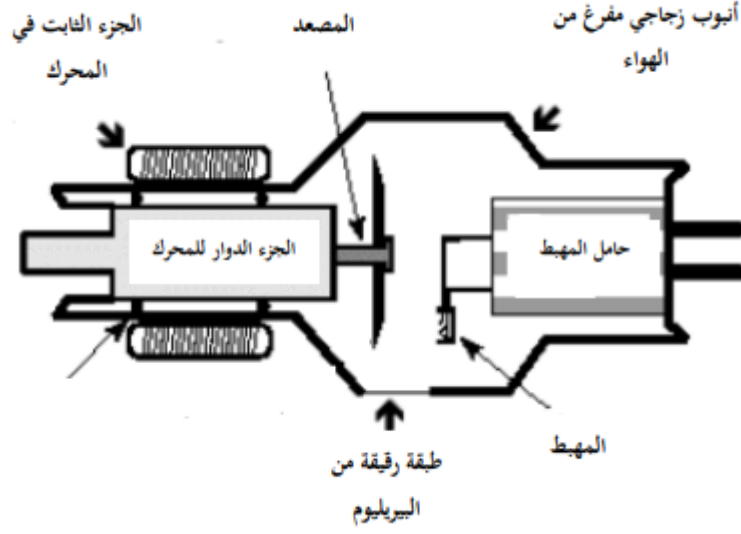 أنبوب زجاجي مفرغ من
الهواء
المصعد
الجزء الثابت في
المحرك
حامل المهبط
الجزء الدوار للمحرك
المهبط
طبقة رقيقة من
البيريليوم